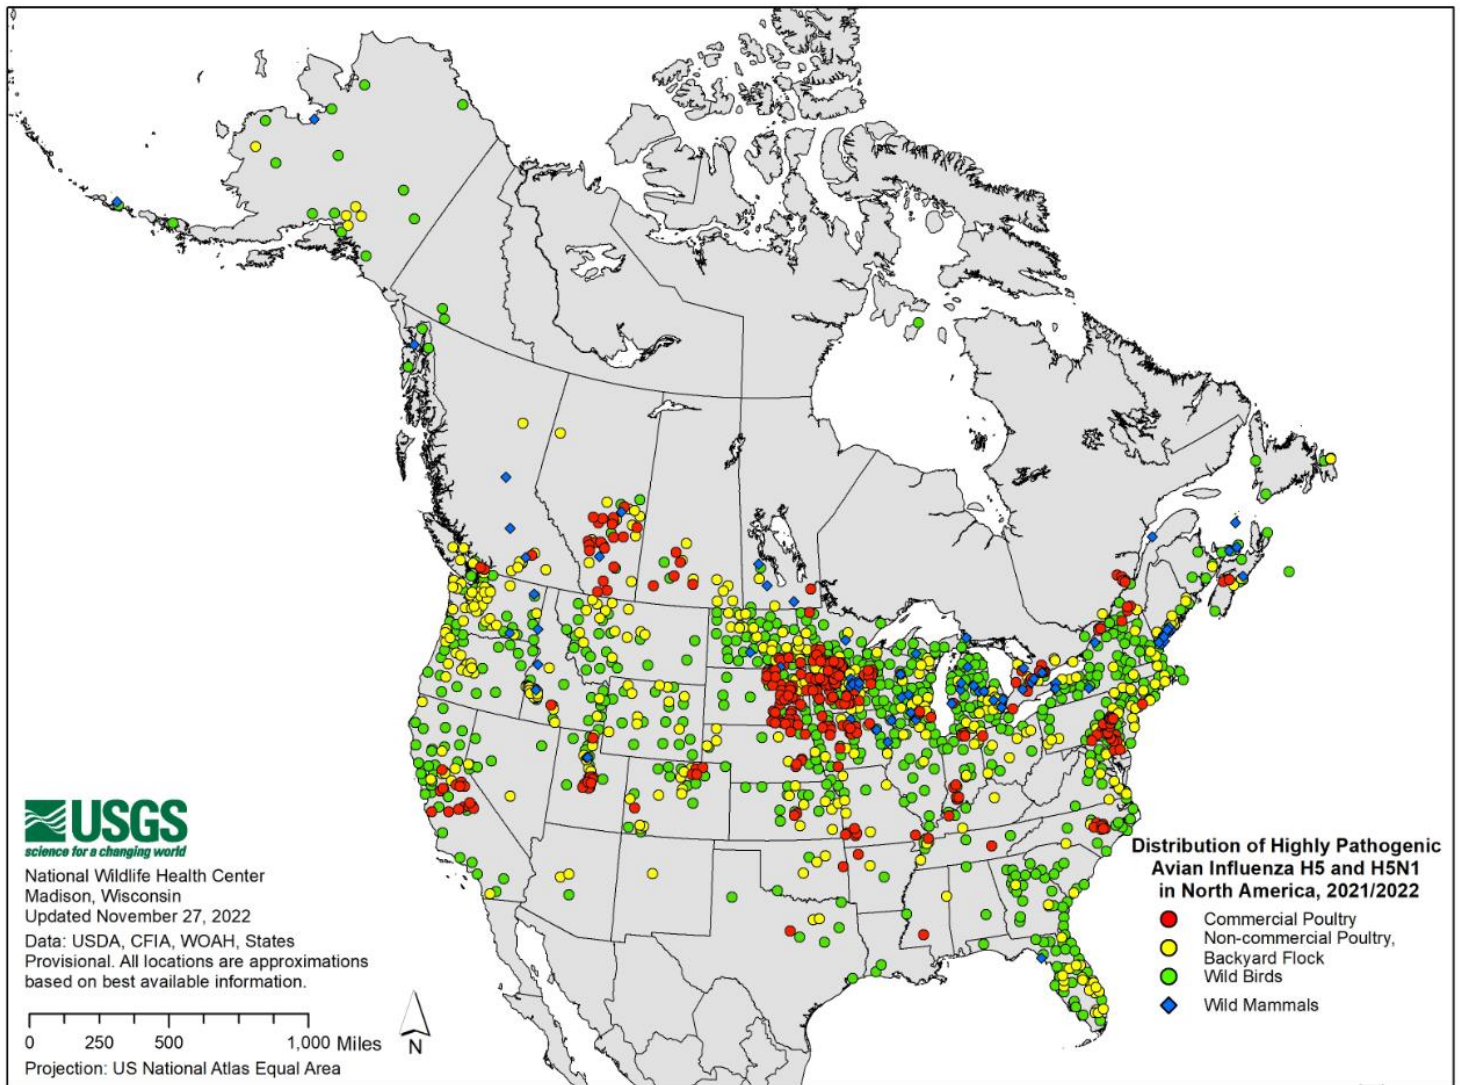 USGS
science for a changing world
National Wildlife Health Center
Madison, Wisconsin
Updated November 27, 2022
Data: USDA, CFIA, WOAH, States
Provisional. All locations are approximations
based on best available information.
0 250 500 1,000 Miles
N
Projection: US National Atlas Equal Area
Distribution of Highly Pathogenic
Avian Influenza H5 and H5N1
in North America, 2021/2022
Commercial Poultry
Non-commercial Poultry,
Backyard Flock
Wild Birds
Wild Mammals